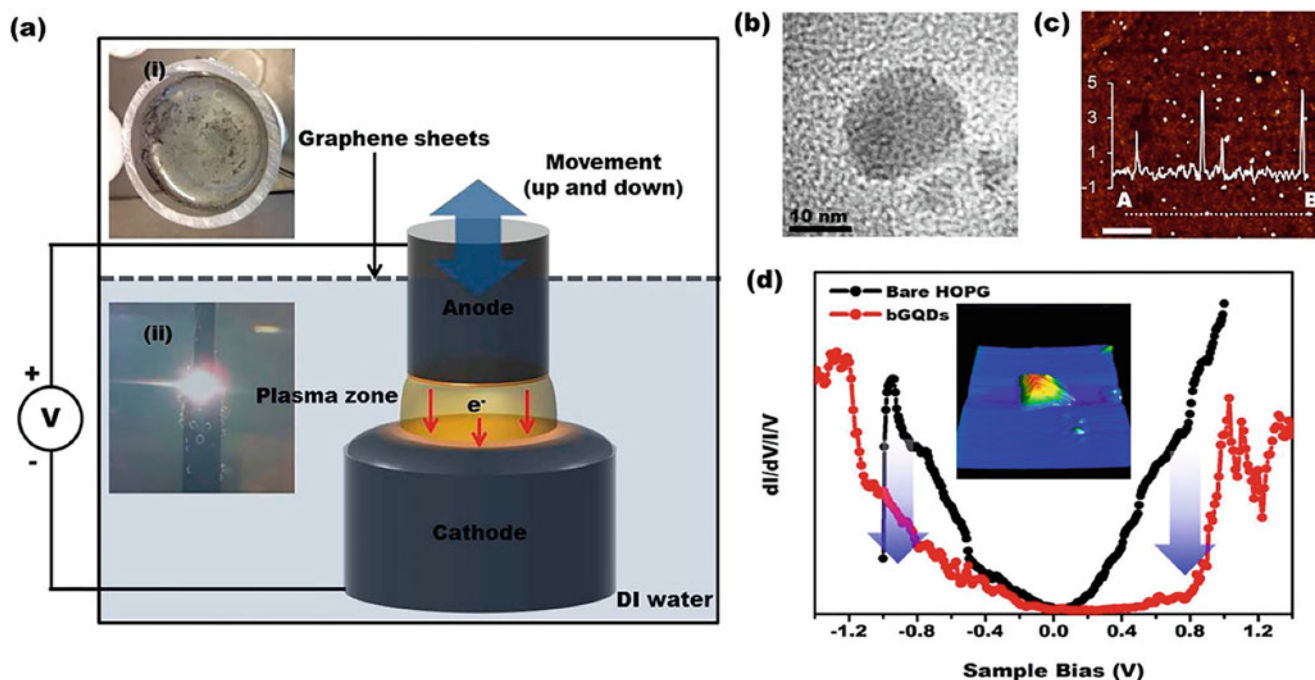 (a)
(i)
Graphene sheets
Movement
(up and down)
Anode
(ii)
Plasma zone
e-
+
V
-
Cathode
DI water
(b)
10 nm
(c)
5
3
1
-1
A
B
(d)
Bare HOPG
bGQDs
dI/dV/I/V
-1.2
-0.8
-0.4
0.0
0.4
0.8
1.2
Sample Bias (V)